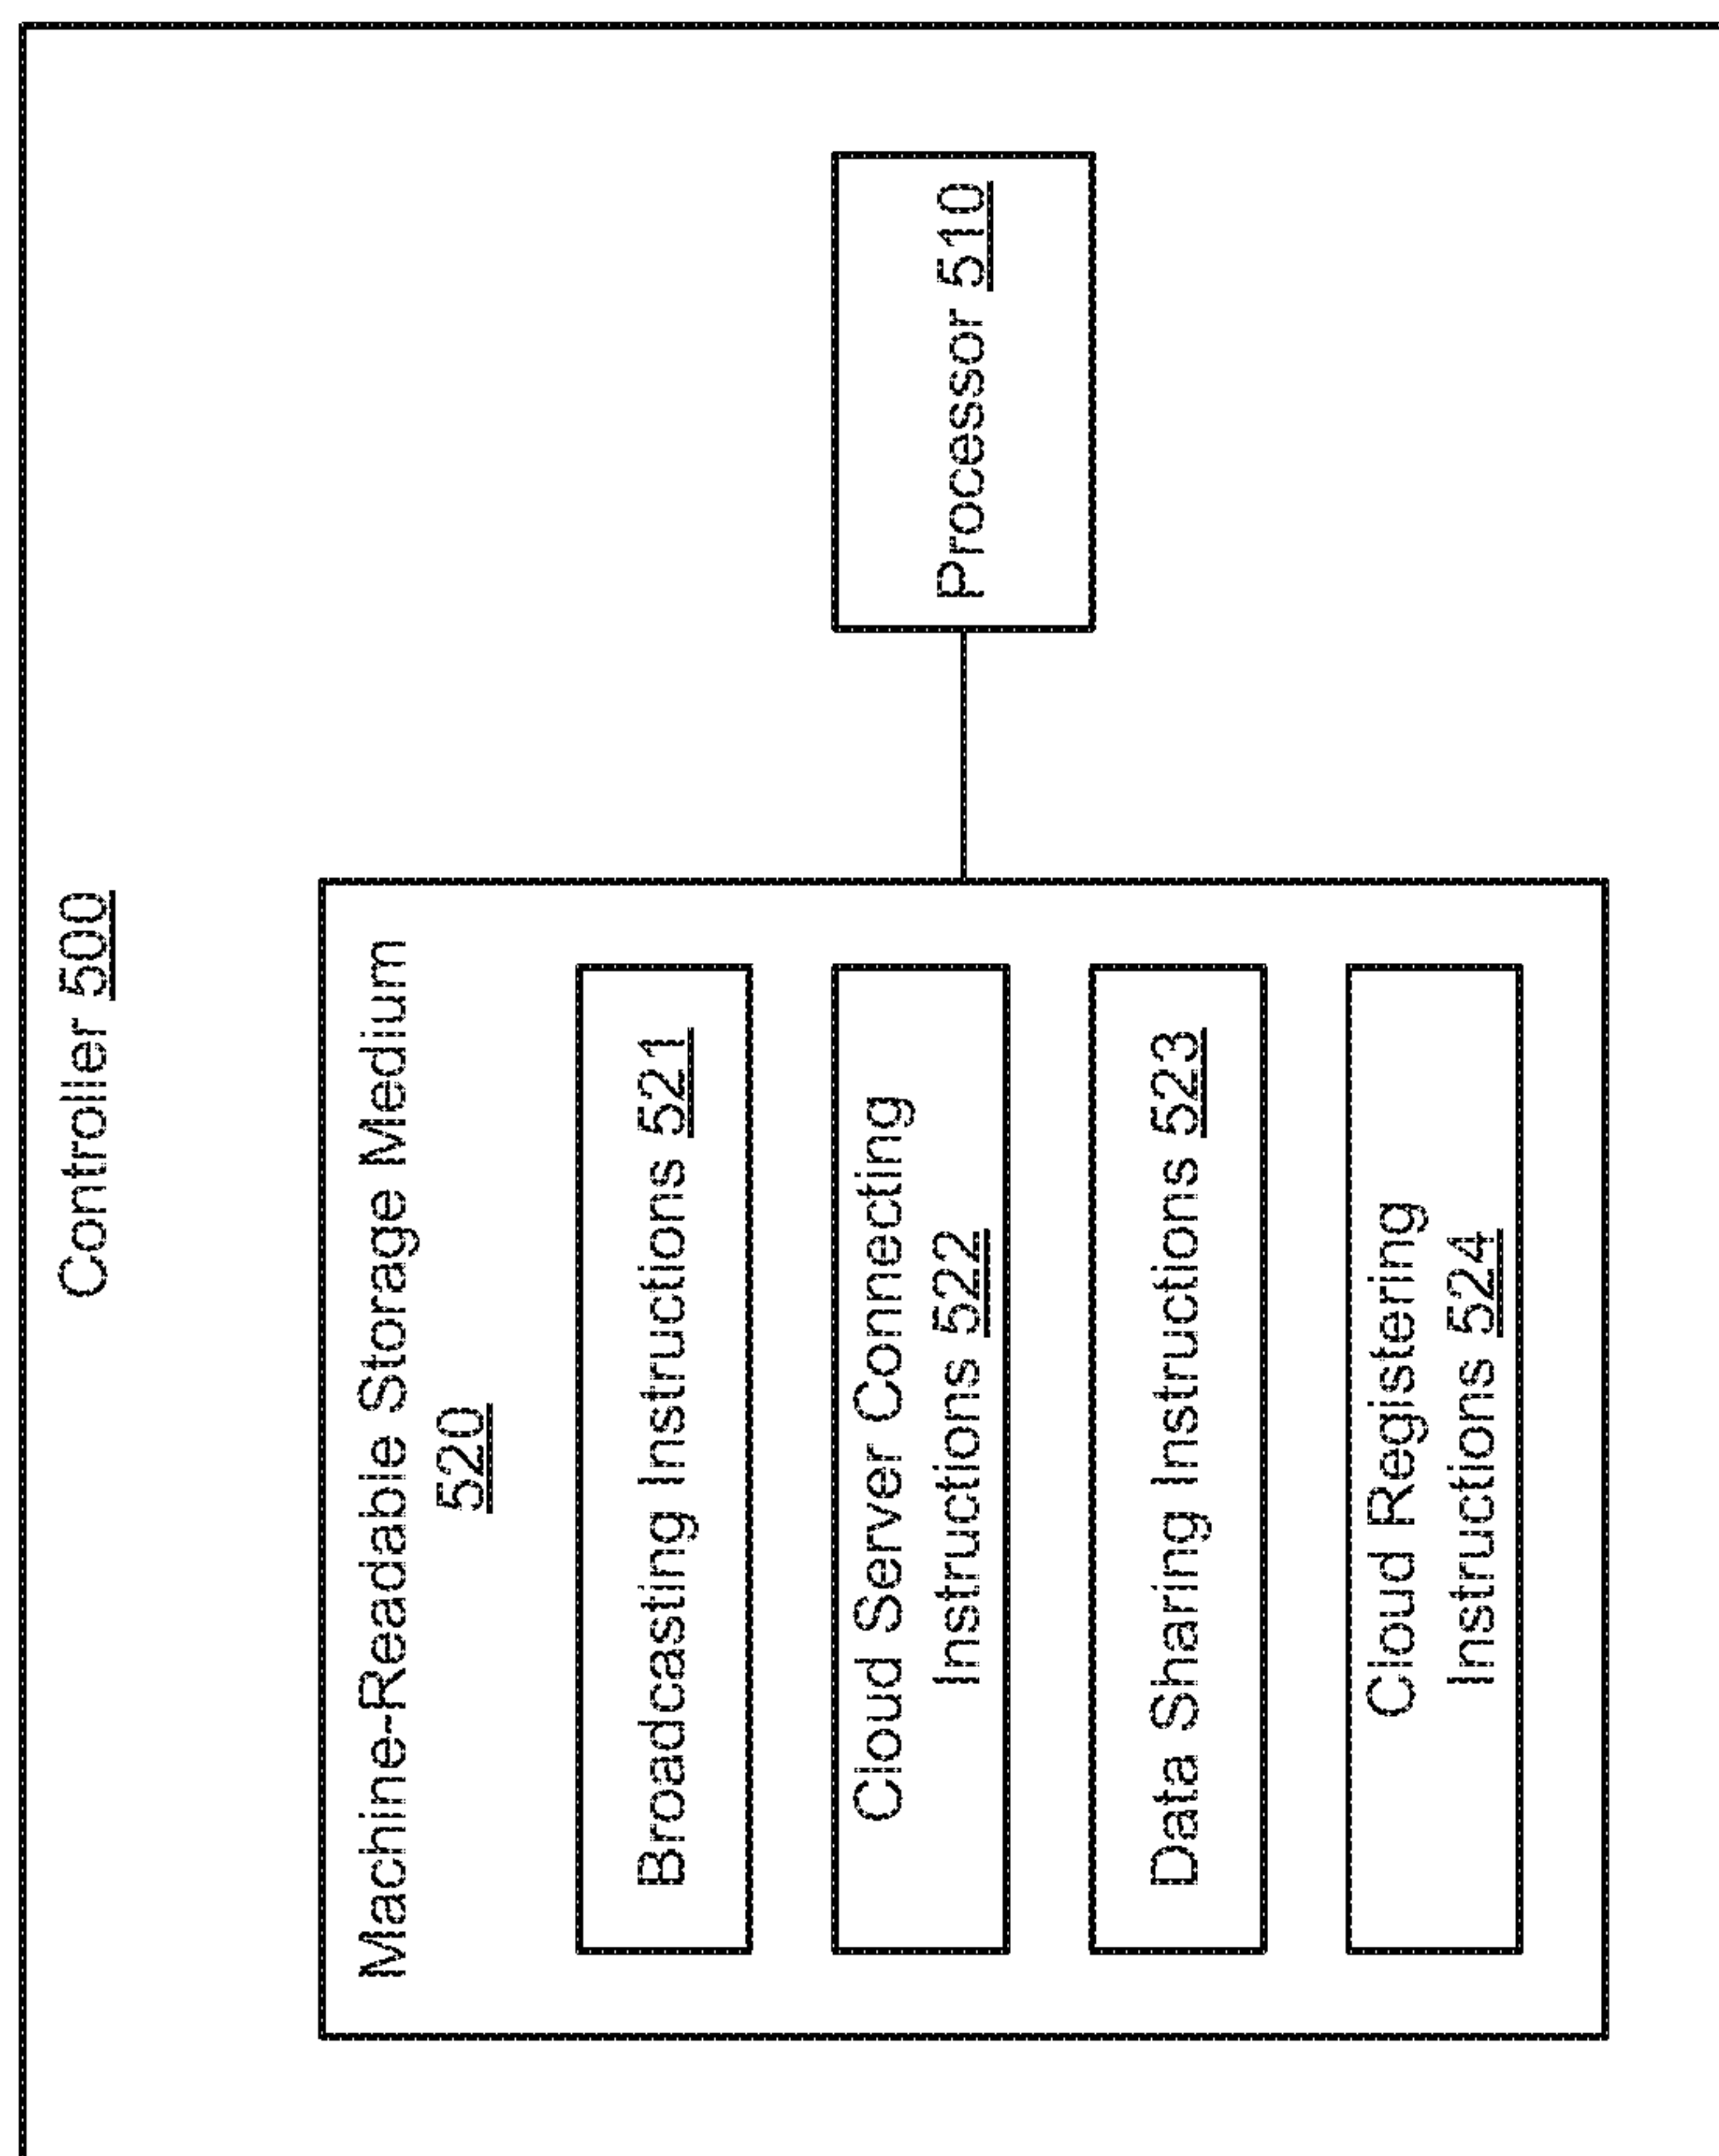 Controller 500
Machine-Readable Storage Medium
520
Broadcasting Instructions 521
Cloud Server Connecting
Instructions 522
Data Sharing Instructions 523
Cloud Registering
Instructions 524
Processor 510